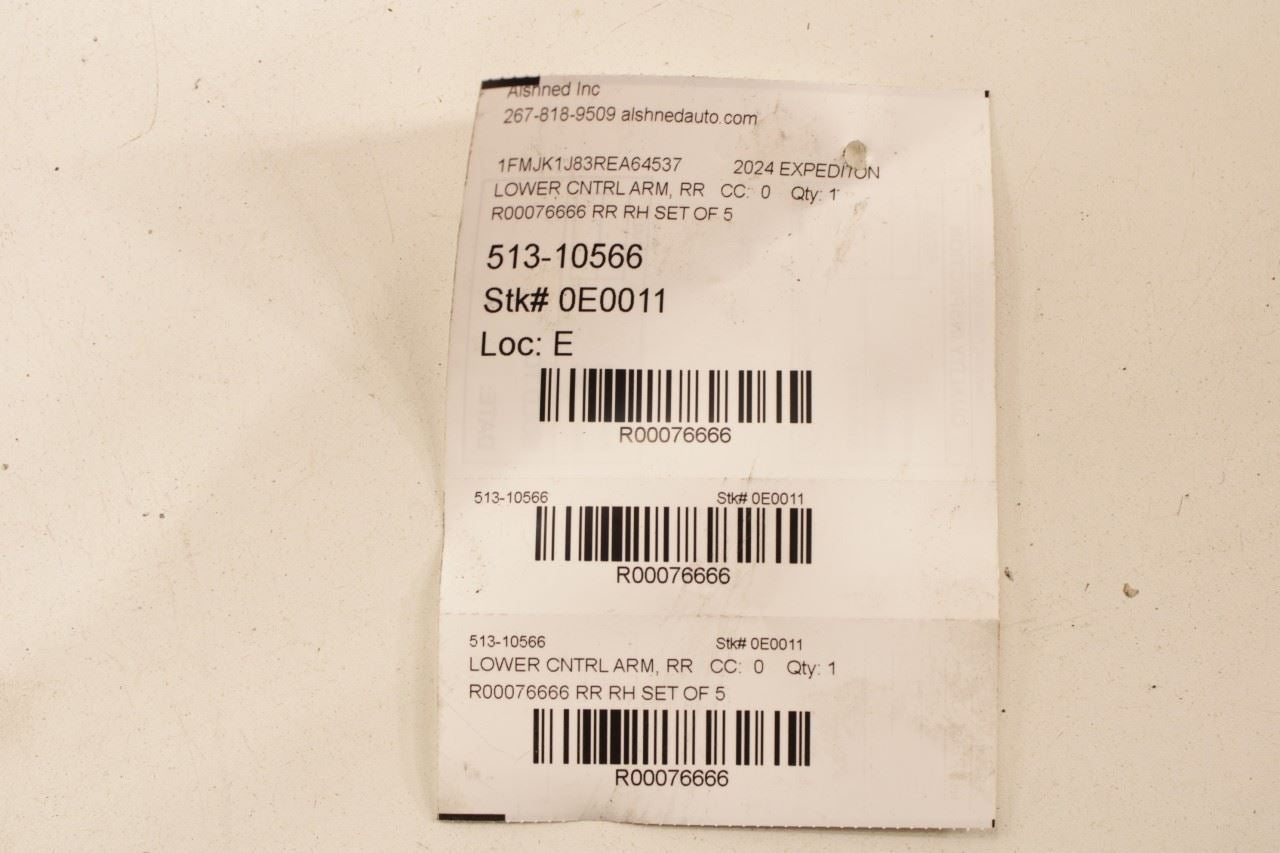 Alshned Inc
267-818-9509 alshnedauto.com
1FMJK1J83REA64537 2024 EXPEDITON
LOWER CNTRL ARM, RR CC: 0 Qty: 1
R00076666 RR RH SET OF 5
513-10566
Stk# 0E0011
Loc: E
R00076666
513-10566 Stk# 0E0011
R00076666
513-10566 Stk# 0E0011
LOWER CNTRL ARM, RR CC: 0 Qty: 1
R00076666 RR RH SET OF 5
R00076666